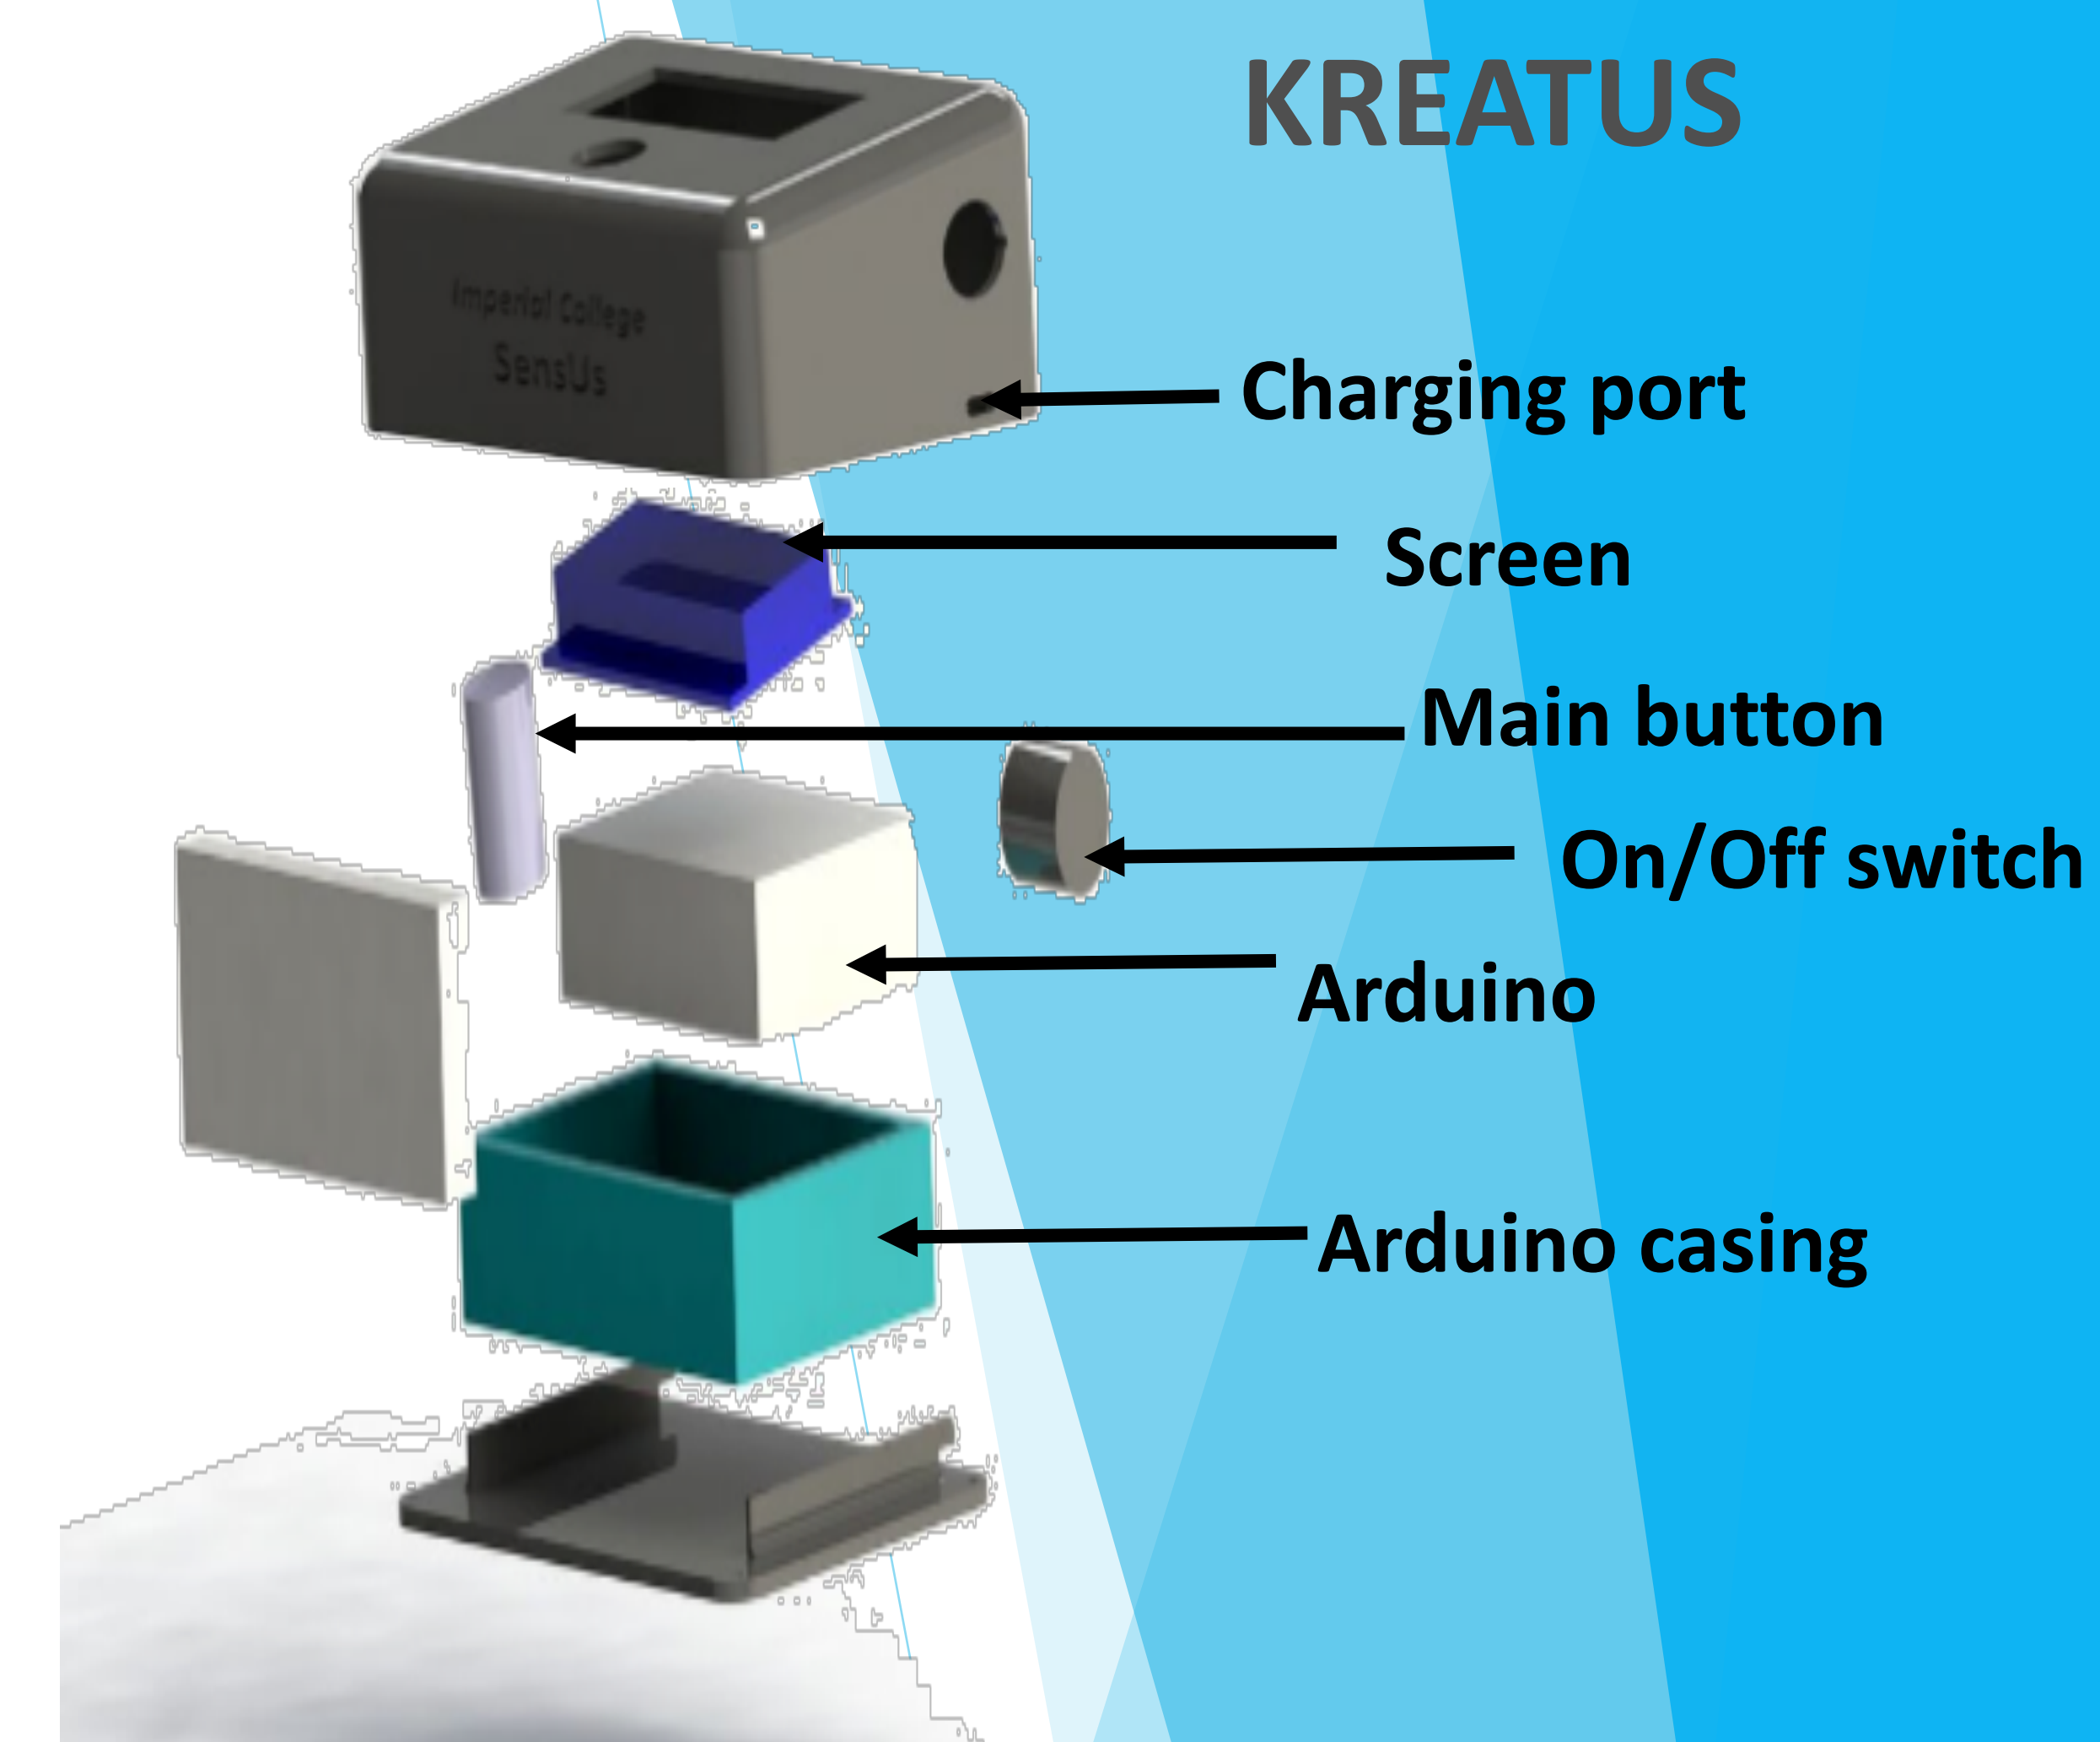 KREATUS
Imperial College
SensUs
Charging port
Screen
Main button
On/Off switch
Arduino
Arduino casing